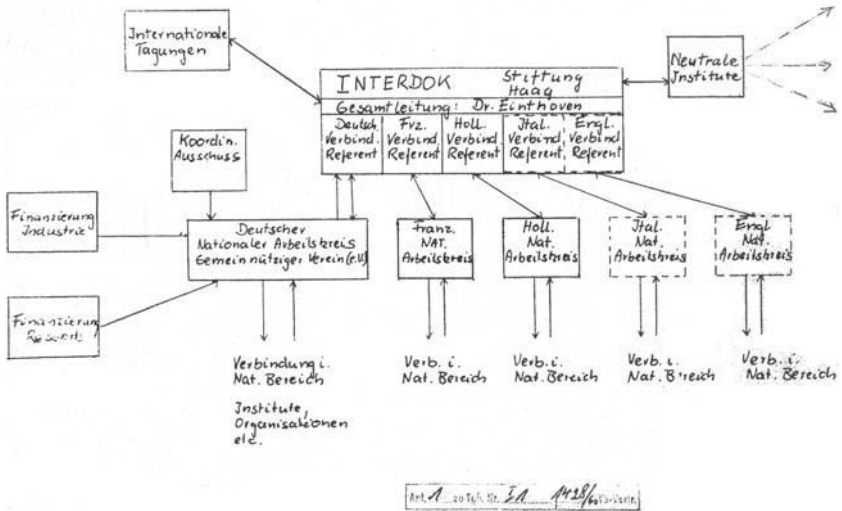 Internationale
Tagungen
INTERDOK Stiftung
Haag
Gesamtleitung: Dr. Einthoven
Deutsch.
Verbind.
Referent
Frz.
Verbind.
Referent
Holl.
Verbind.
Referent
Ital.
Verbind.
Referent
Engl.
Verbind.
Referent
Neutrale
Institute
Koordin.
Ausschuss
Finanzierung
Industrie
Finanzierung
Deutscher
Nationaler Arbeitskreis
Gemeinnütziger Verein (e.V.)
Franz.
NAT.
Arbeitskreis
Holl.
Nat.
Arbeitskreis
Ital.
Nat.
Arbeitskreis
Engl.
Nat.
Arbeitskreis
Verbindung i.
Nat. Bereich
Institute,
Organisationen
etc.
Verb. i.
Nat. Bereich
Verb. i.
Nat. Bereich
Verb. i.
Nat. Bereich
Verb. i.
Nat. Bereich
1 I1 1428/